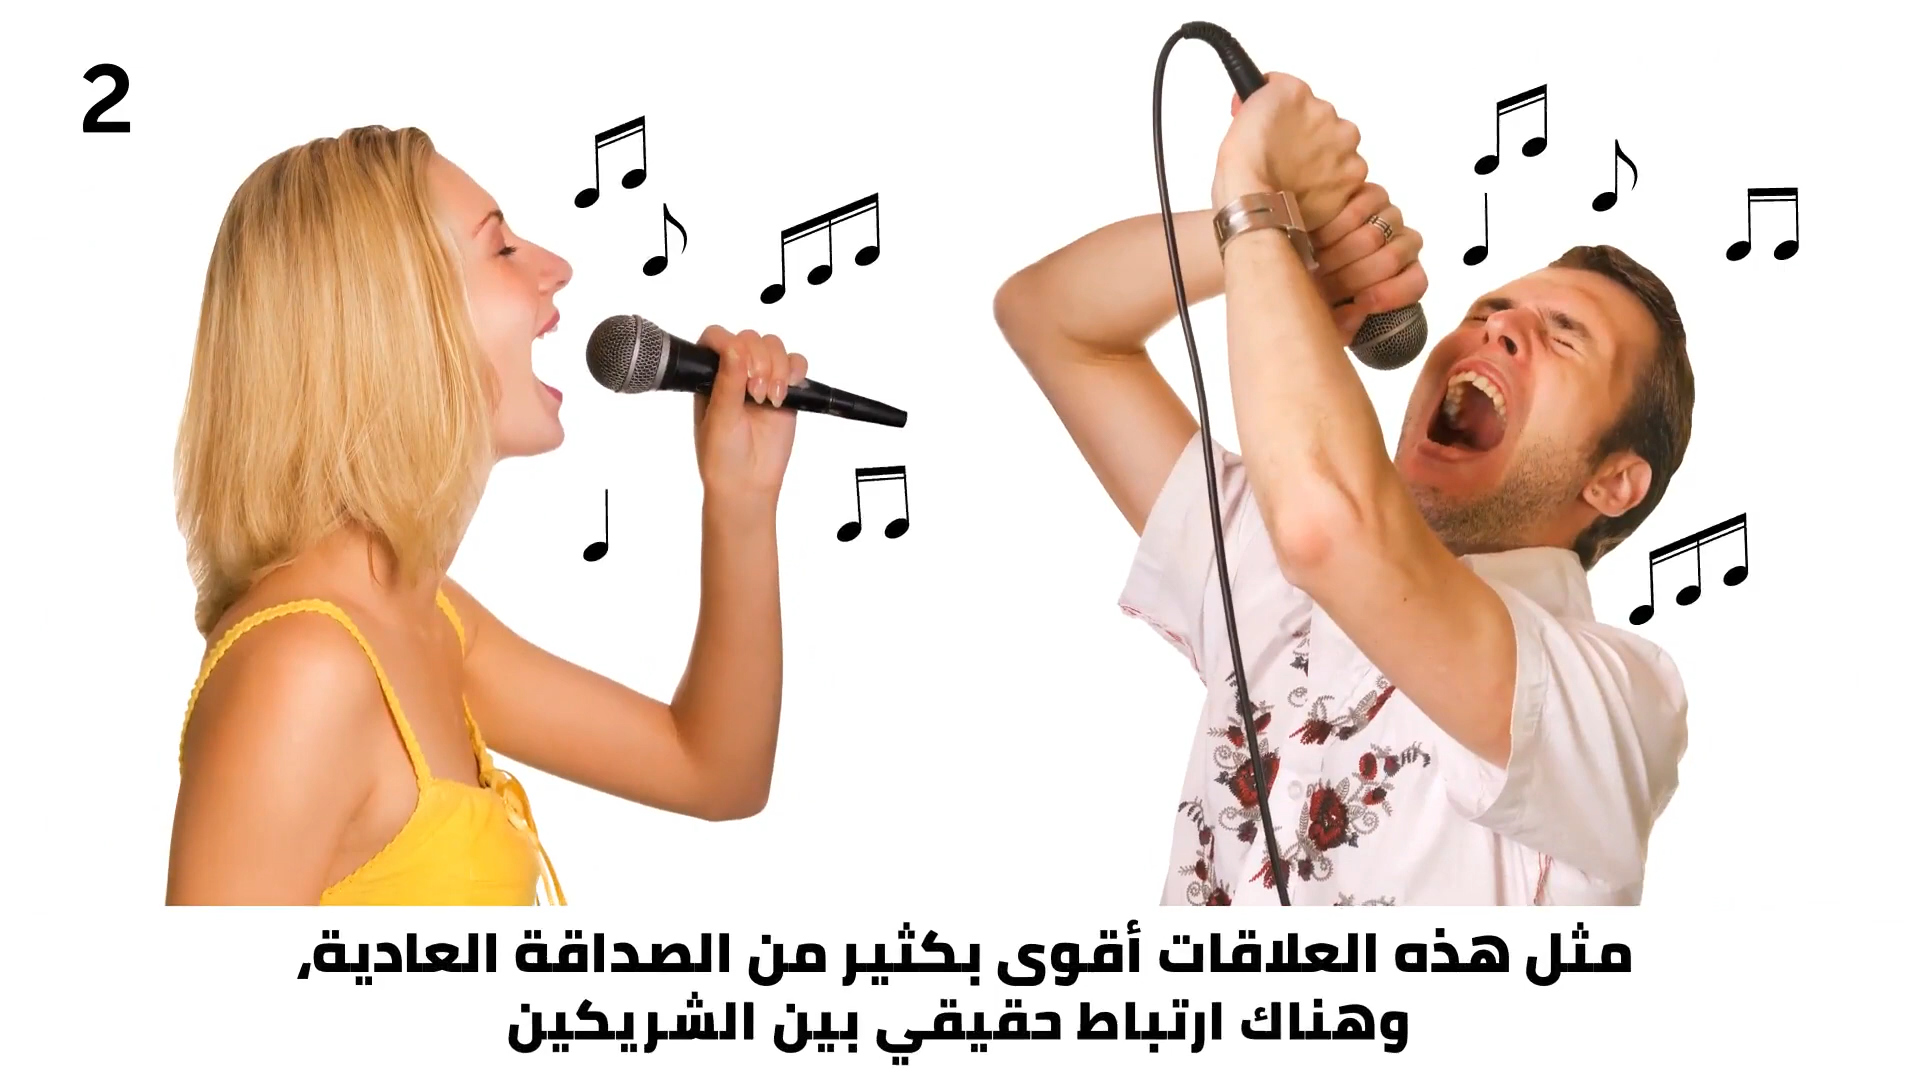 2
مثل هذه العلاقات أقوى بكثير من الصداقة العادية,
وهناك ارتباط حقيقي بين الشريكين